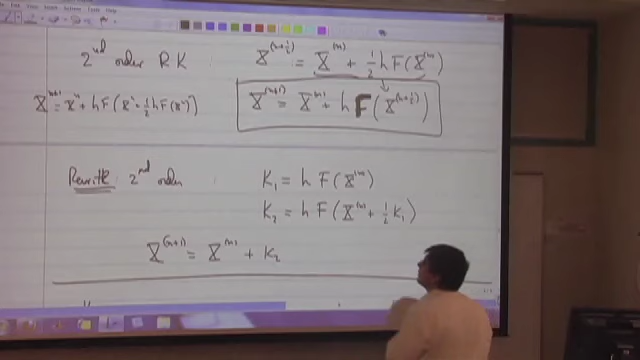 2nd order RK X^(n+½) = X^(n) + ½ h F(X^(n))
X^n+1 = X^n + h F(X^n + ½ h F(X^n)) X^(n+1) = X^(n) + h F(X^(n+½))
Rewrite: 2nd order : K₁ = h F(X^(n))
K₂ = h F(X^(n) + ½ K₁)
X^(n+1) = X^(n) + K₂